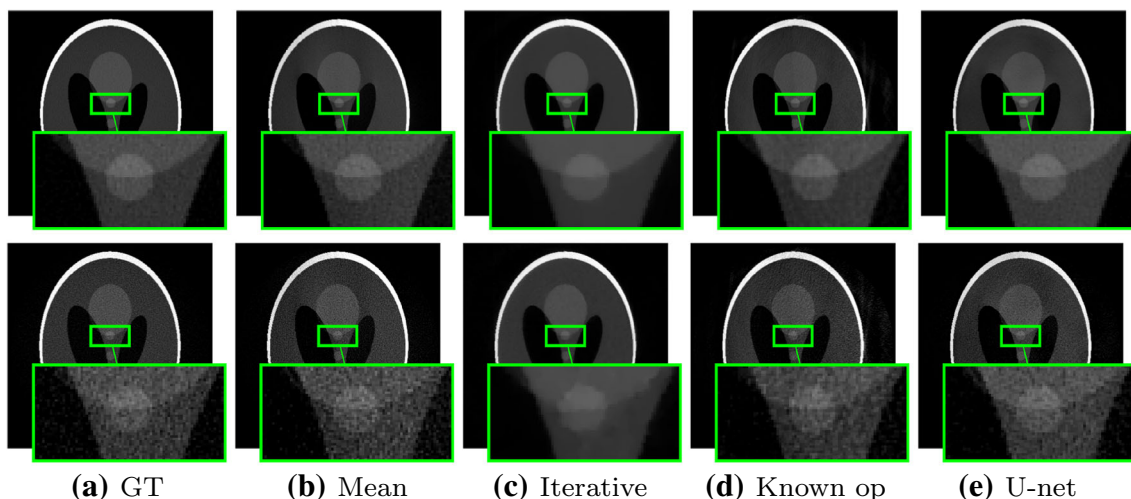 (a) GT
(b) Mean
(c) Iterative
(d) Known op
(e) U-net